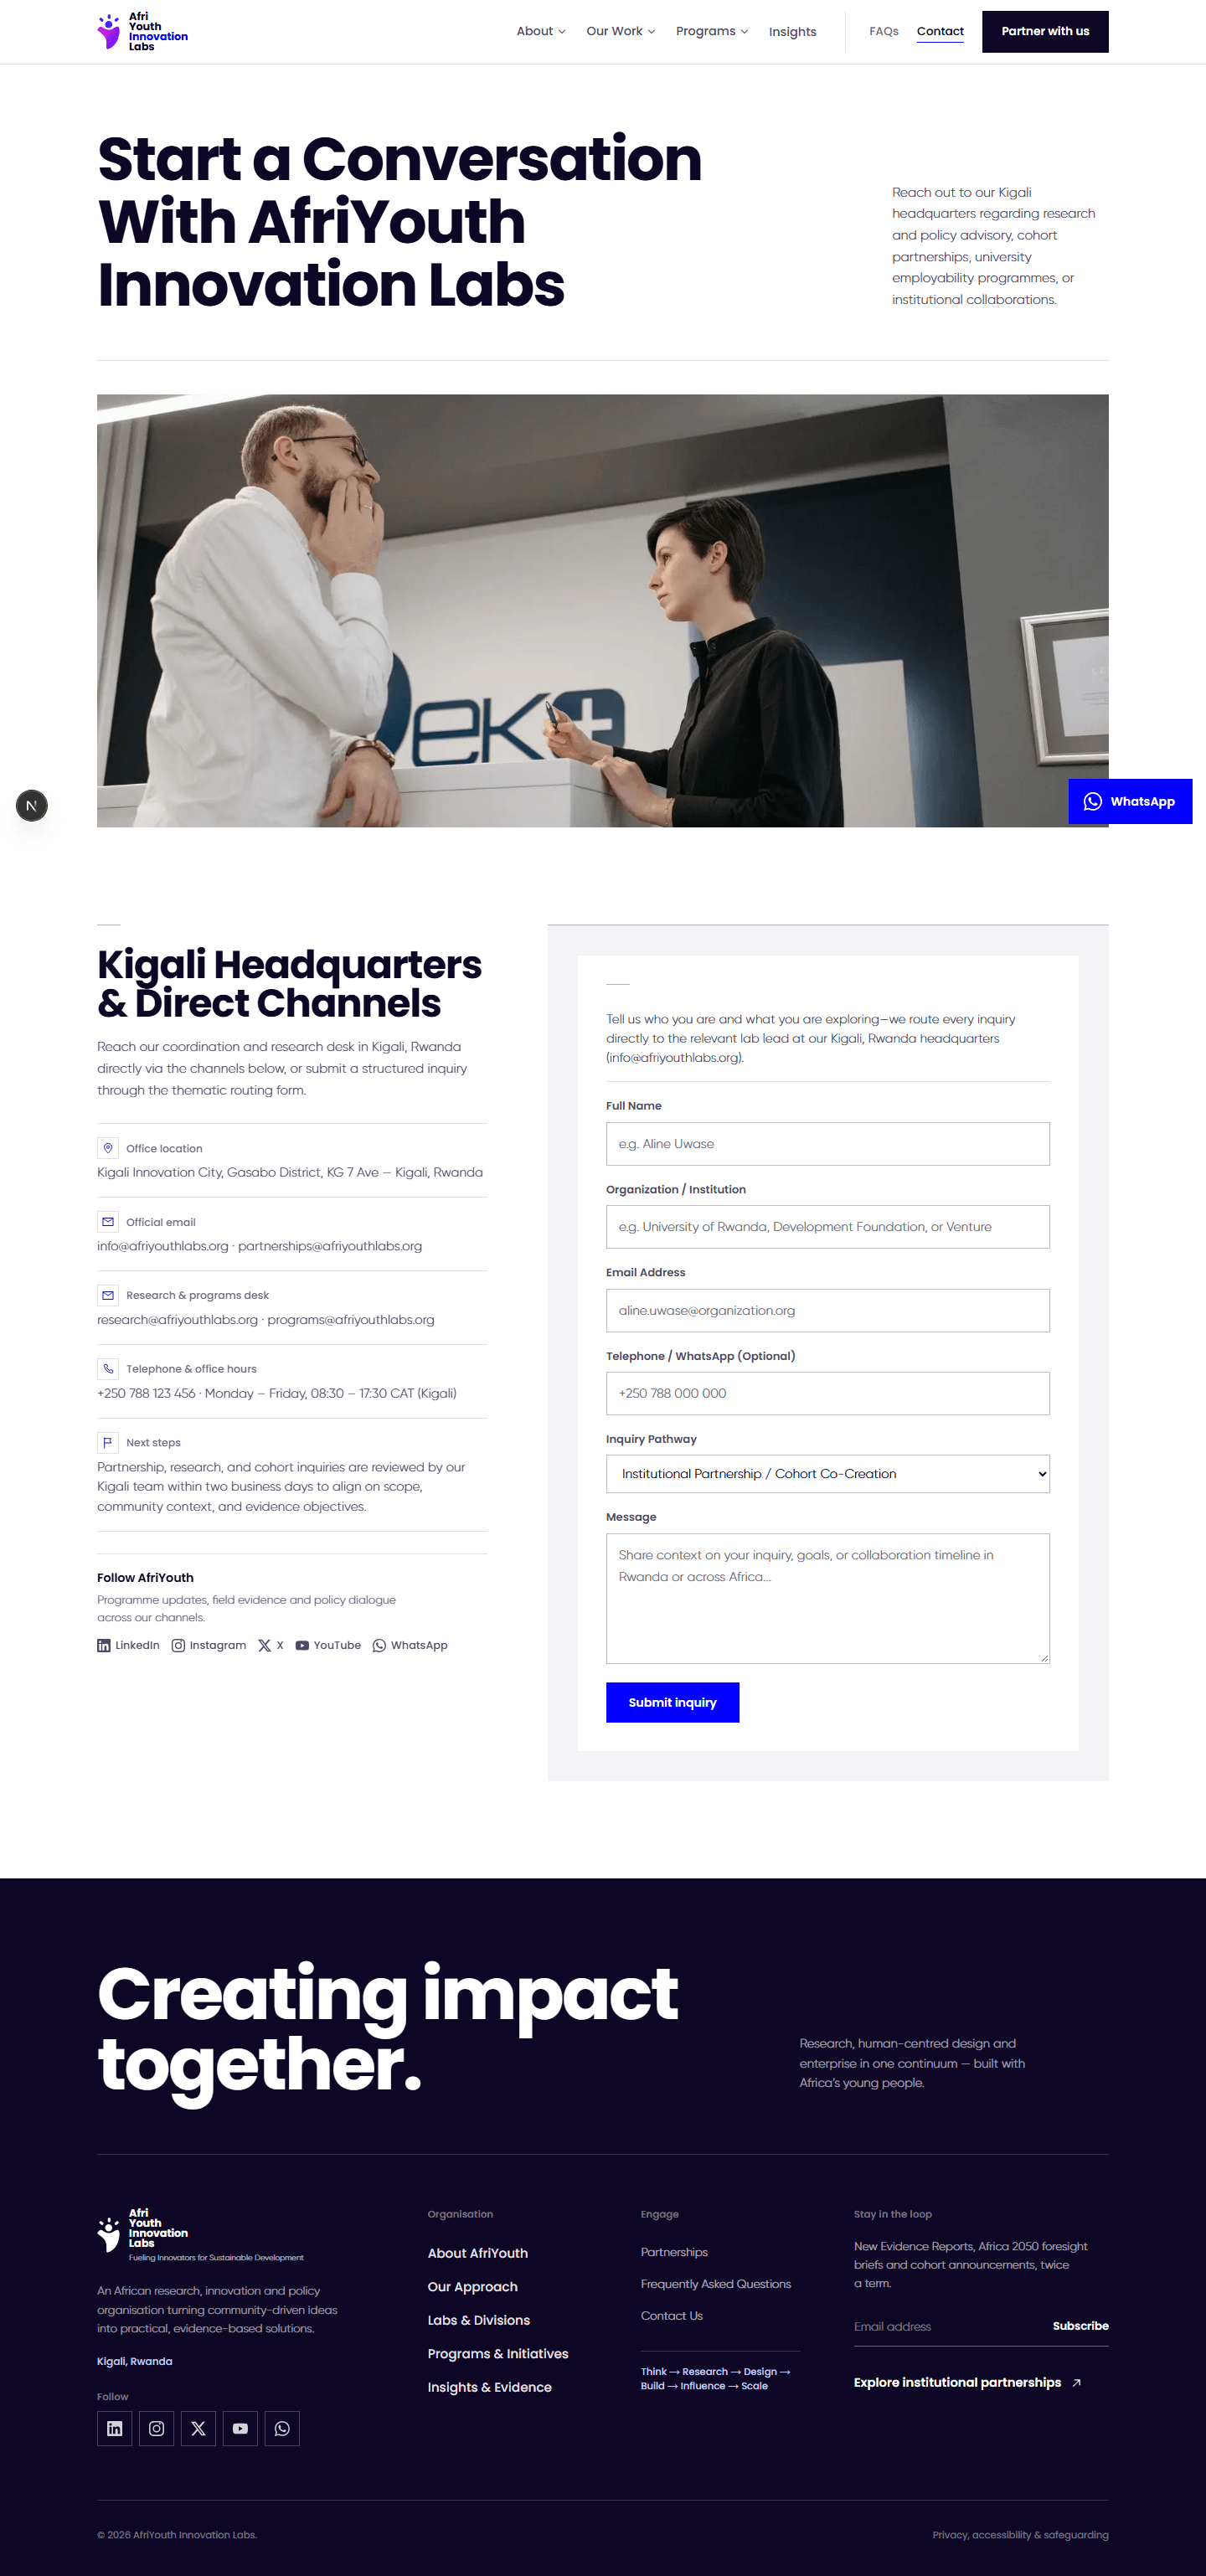 Afri
Youth
Innovation
Labs
About
Our Work
Programs
Insights
FAQs
Contact
Partner with us
Start a Conversation
With AfriYouth
Innovation Labs
Reach out to our Kigali
headquarters regarding research
and policy advisory, cohort
partnerships, university
employability programmes, or
institutional collaborations.
ek+
N
WhatsApp
Kigali Headquarters
& Direct Channels
Reach our coordination and research desk in Kigali, Rwanda
directly via the channels below, or submit a structured inquiry
through the thematic routing form.
Office location
Kigali Innovation City, Gasabo District, KG 7 Ave — Kigali, Rwanda
Official email
info@afriyouthlabs.org · partnerships@afriyouthlabs.org
Research & programs desk
research@afriyouthlabs.org · programs@afriyouthlabs.org
Telephone & office hours
+250 788 123 456 · Monday – Friday, 08:30 – 17:30 CAT (Kigali)
Next steps
Partnership, research, and cohort inquiries are reviewed by our
Kigali team within two business days to align on scope,
community context, and evidence objectives.
Follow AfriYouth
Programme updates, field evidence and policy dialogue
across our channels.
LinkedIn
Instagram
X
YouTube
WhatsApp
Tell us who you are and what you are exploring—we route every inquiry
directly to the relevant lab lead at our Kigali, Rwanda headquarters
(info@afriyouthlabs.org).
Full Name
e.g. Aline Uwase
Organization / Institution
e.g. University of Rwanda, Development Foundation, or Venture
Email Address
aline.uwase@organization.org
Telephone / WhatsApp (Optional)
+250 788 000 000
Inquiry Pathway
Institutional Partnership / Cohort Co-Creation
Message
Share context on your inquiry, goals, or collaboration timeline in
Rwanda or across Africa...
Submit inquiry
Creating impact
together.
Research, human-centred design and
enterprise in one continuum — built with
Africa's young people.
Afri
Youth
Innovation
Labs
Fueling Innovators for Sustainable Development
An African research, innovation and policy
organisation turning community-driven ideas
into practical, evidence-based solutions.
Kigali, Rwanda
Follow
Organisation
About AfriYouth
Our Approach
Labs & Divisions
Programs & Initiatives
Insights & Evidence
Engage
Partnerships
Frequently Asked Questions
Contact Us
Think → Research → Design →
Build → Influence → Scale
Stay in the loop
New Evidence Reports, Africa 2050 foresight
briefs and cohort announcements, twice
a term.
Email address
Subscribe
Explore institutional partnerships
© 2026 AfriYouth Innovation Labs.
Privacy, accessibility & safeguarding